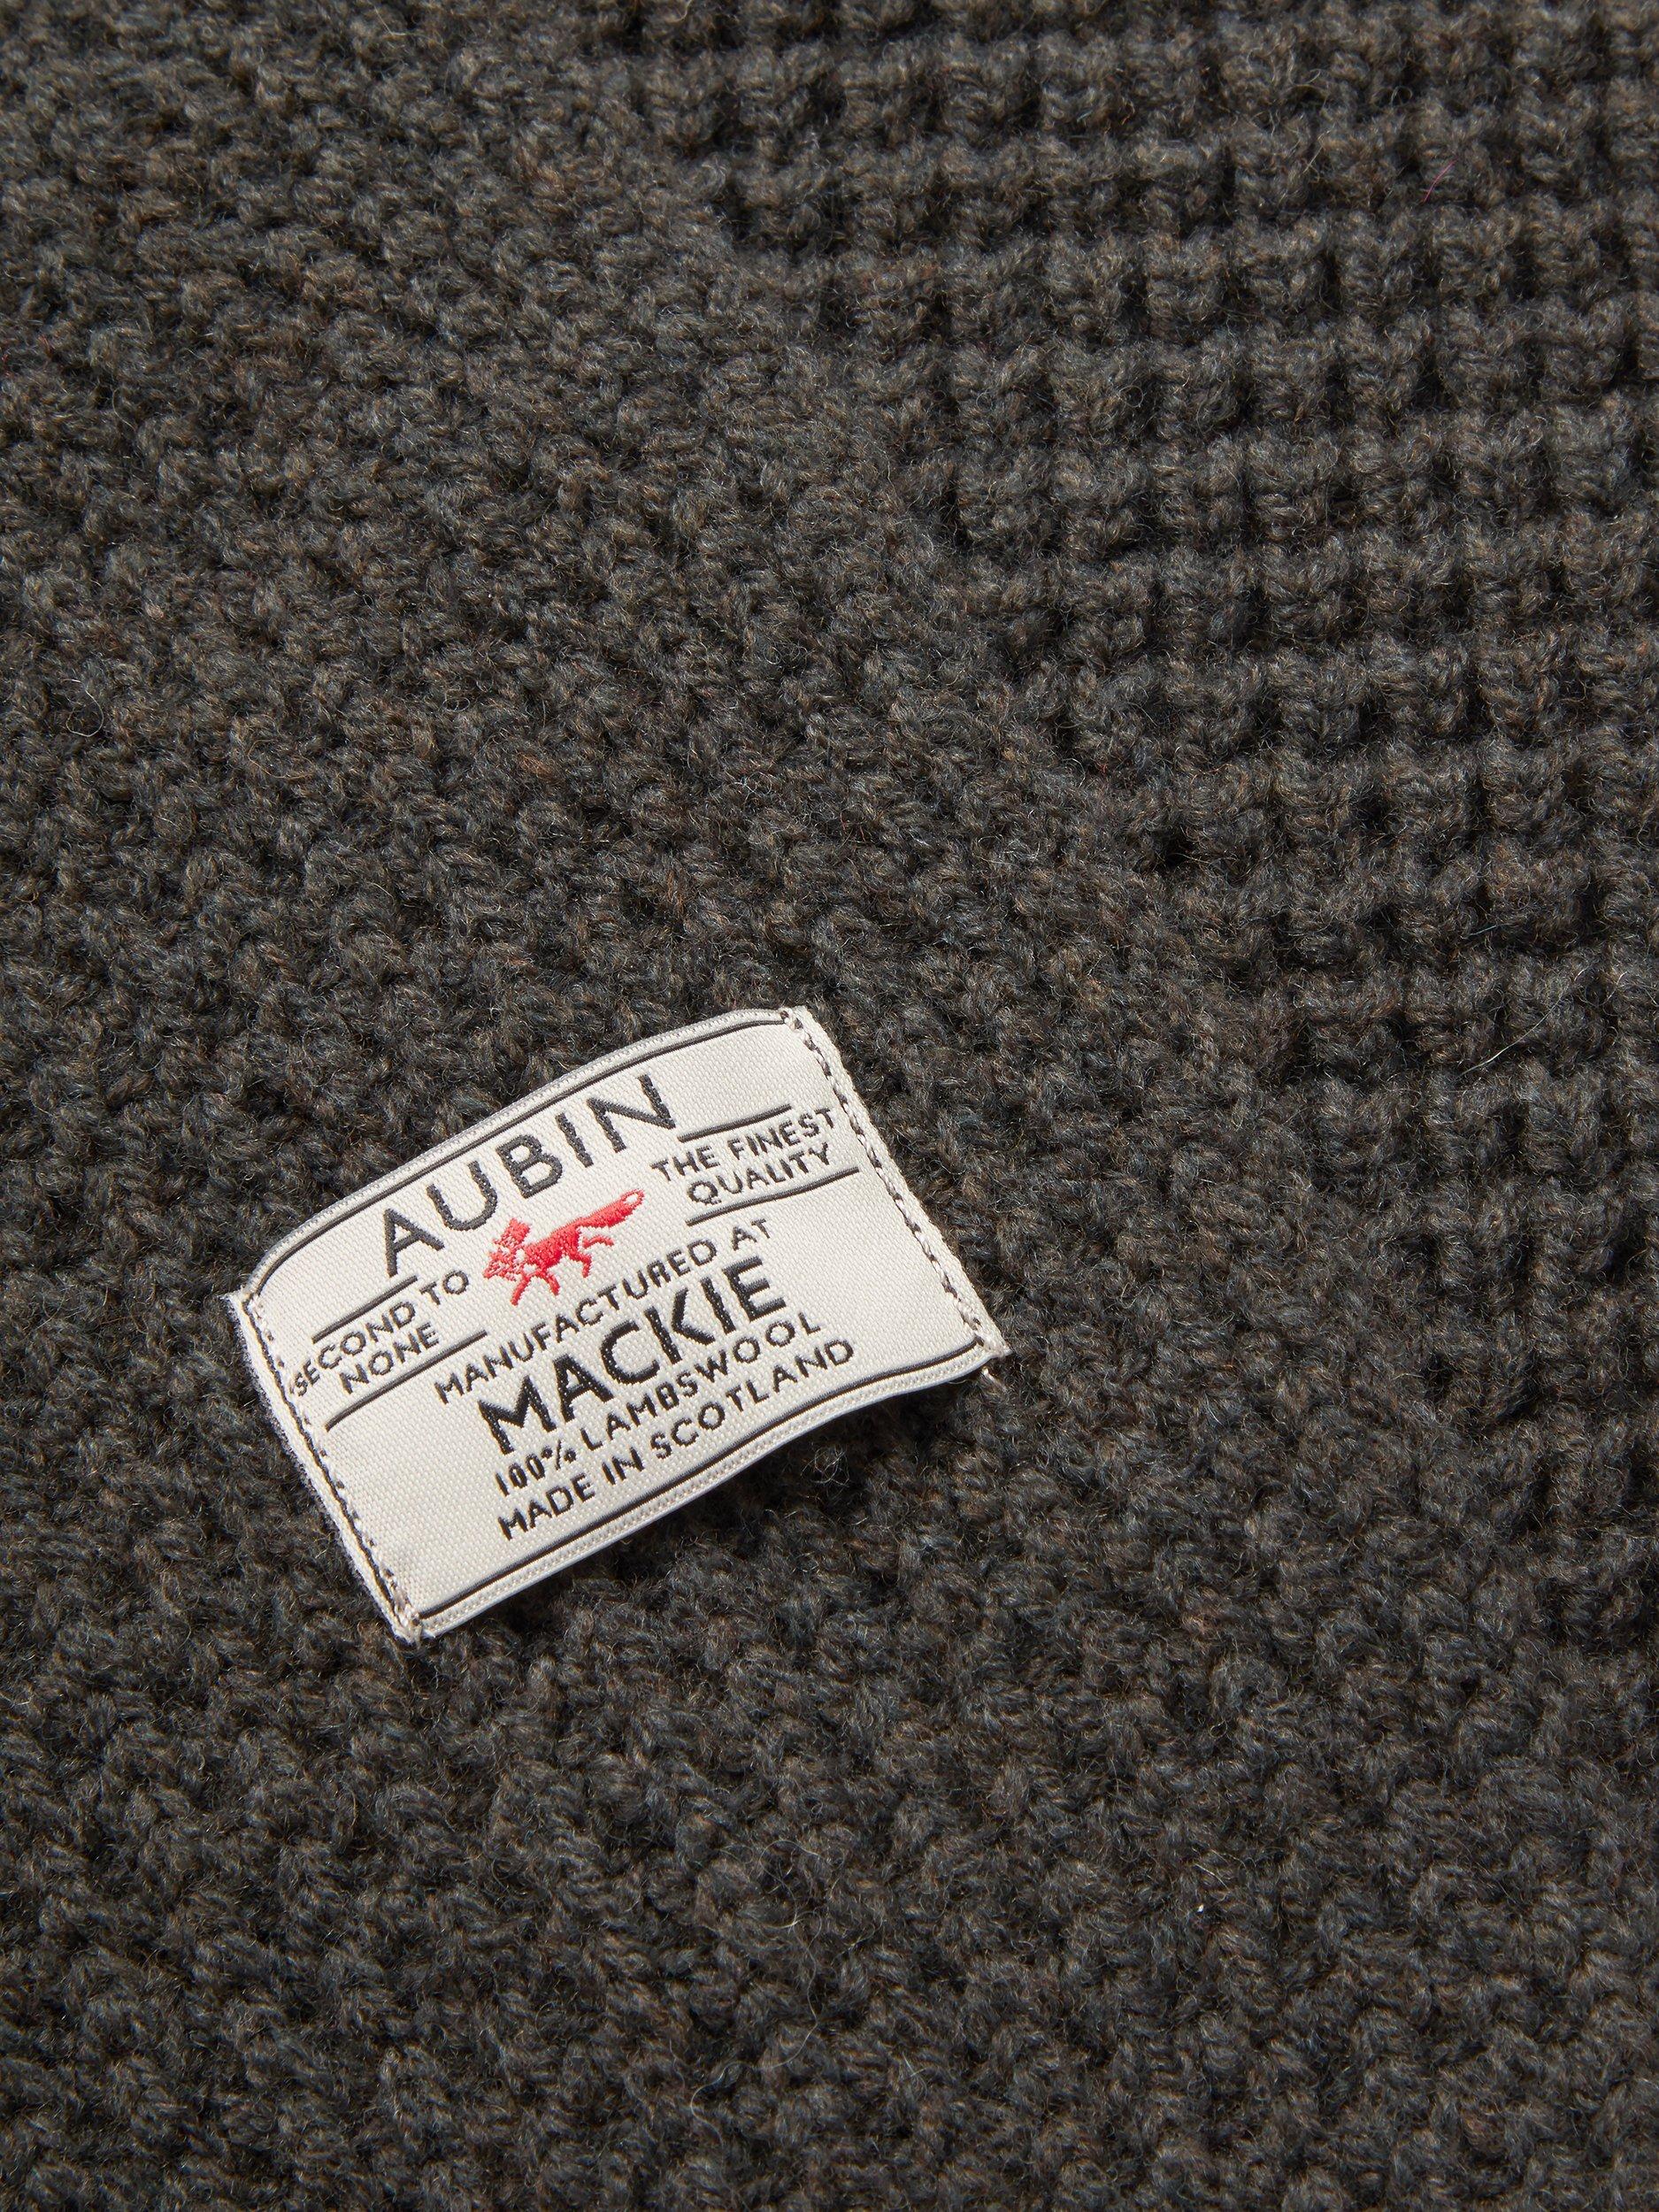 AUBIN
THE FINEST
QUALITY
SECOND TO
NONE
MANUFACTURED AT
MACKIE
100% LAMBSWOOL
MADE IN SCOTLAND